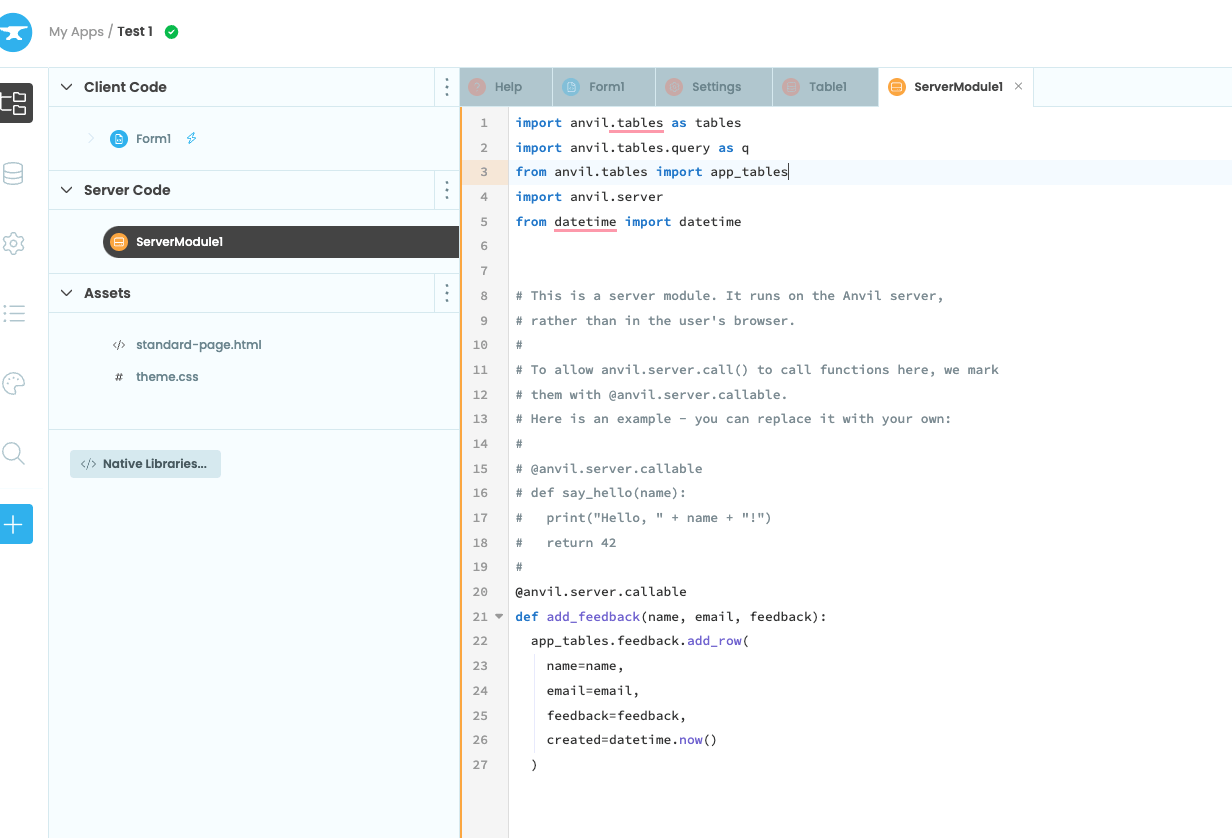 My Apps / Test 1
Client Code
Form1
Server Code
ServerModule1
Assets
</> standard-page.html
# theme.css
</> Native Libraries...
Help
Form1
Settings
Table1
ServerModule1 ×
1 import anvil.tables as tables
2 import anvil.tables.query as q
3 from anvil.tables import app_tables
4 import anvil.server
5 from datetime import datetime
6
7
8 # This is a server module. It runs on the Anvil server,
9 # rather than in the user's browser.
10 #
11 # To allow anvil.server.call() to call functions here, we mark
12 # them with @anvil.server.callable.
13 # Here is an example - you can replace it with your own:
14 #
15 # @anvil.server.callable
16 # def say_hello(name):
17 #   print("Hello, " + name + "!")
18 #   return 42
19 #
20 @anvil.server.callable
21 def add_feedback(name, email, feedback):
22   app_tables.feedback.add_row(
23     name=name,
24     email=email,
25     feedback=feedback,
26     created=datetime.now()
27   )